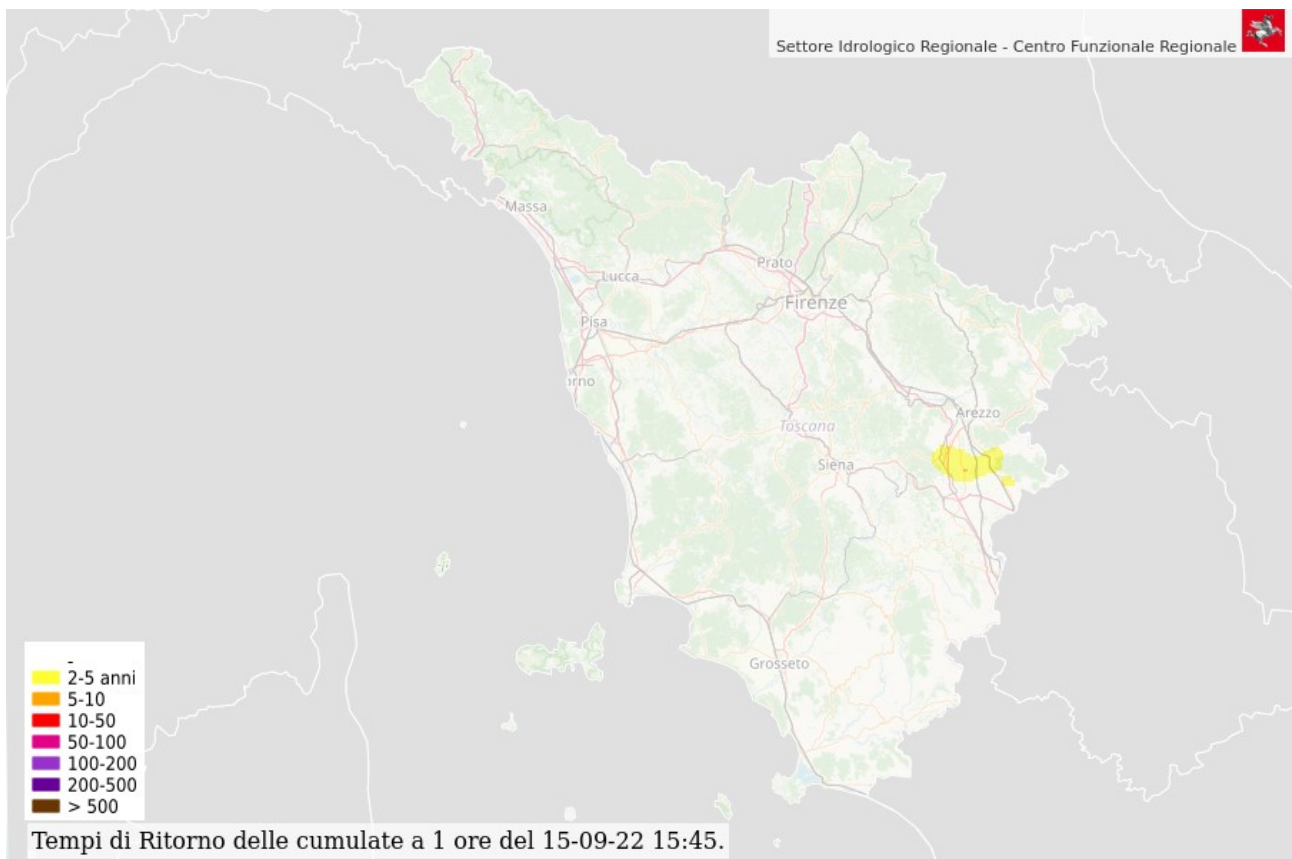 Settore Idrologico Regionale - Centro Funzionale Regionale
Massa
Prato
Lucca
Firenze
Pisa
orno
Arezzo
Toscana
Siena
Grosseto
-
2-5 anni
5-10
10-50
50-100
100-200
200-500
> 500
Tempi di Ritorno delle cumulate a 1 ore del 15-09-22 15:45.